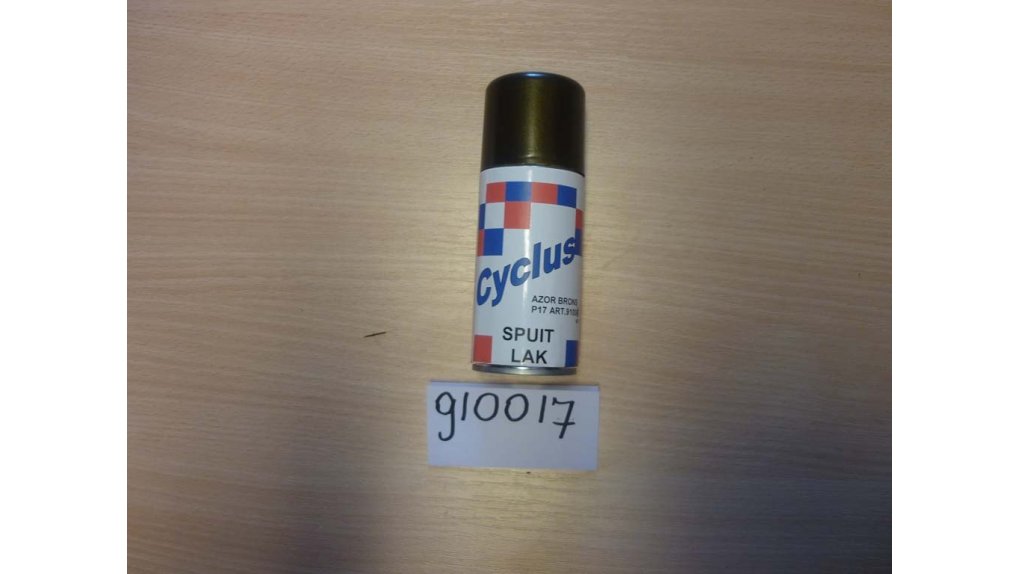 Cyclus
AZOR BRONS
P17 ART.
SPUIT
LAK
910017